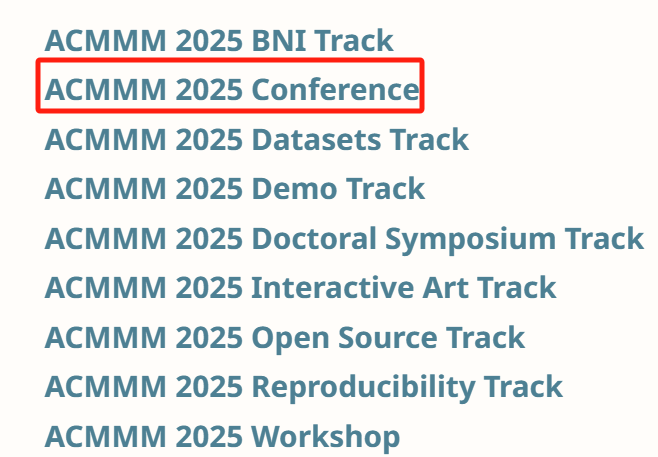 ACMMM 2025 BNI Track
ACMMM 2025 Conference
ACMMM 2025 Datasets Track
ACMMM 2025 Demo Track
ACMMM 2025 Doctoral Symposium Track
ACMMM 2025 Interactive Art Track
ACMMM 2025 Open Source Track
ACMMM 2025 Reproducibility Track
ACMMM 2025 Workshop